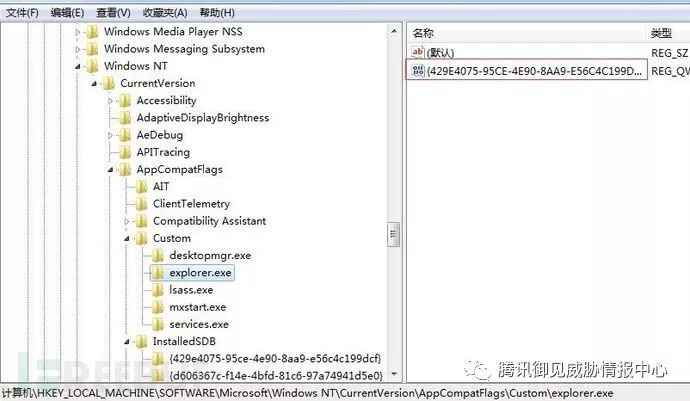 文件(F) 编辑(E) 查看(V) 收藏夹(A) 帮助(H)
Windows Media Player NSS
Windows Messaging Subsystem
Windows NT
CurrentVersion
Accessibility
AdaptiveDisplayBrightness
AeDebug
APITracing
AppCompatFlags
AIT
ClientTelemetry
Compatibility Assistant
Custom
desktopmgr.exe
explorer.exe
lsass.exe
mxstart.exe
services.exe
InstalledSDB
{429e4075-95ce-4e90-8aa9-e56c4c199dcf}
{d606367c-f14e-4bfd-81c6-97a74941d5e0}
名称 类型
(默认) REG_SZ
{429E4075-95CE-4E90-8AA9-E56C4C199D... REG_QW
腾讯御见威胁情报中心
计算机\HKEY_LOCAL_MACHINE\SOFTWARE\Microsoft\Windows NT\CurrentVersion\AppCompatFlags\Custom\explorer.exe